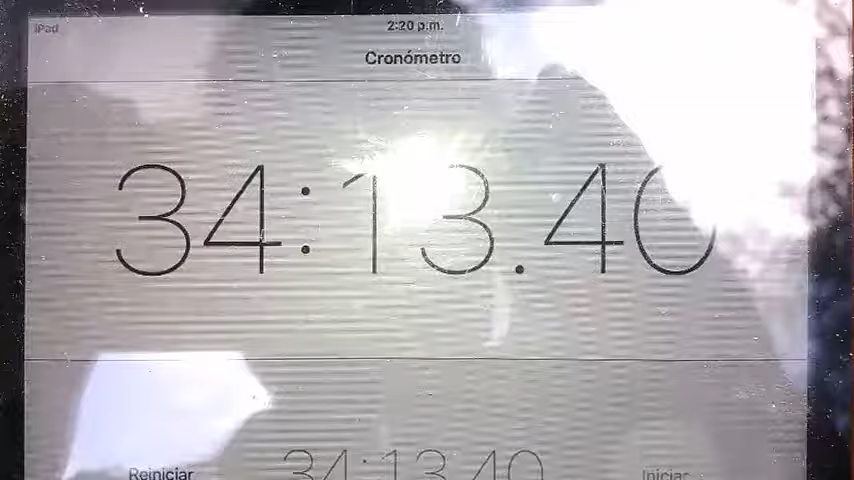 iPad 2:20 p.m.
Cronómetro
34:13.40
34:13.40
Reiniciar Iniciar